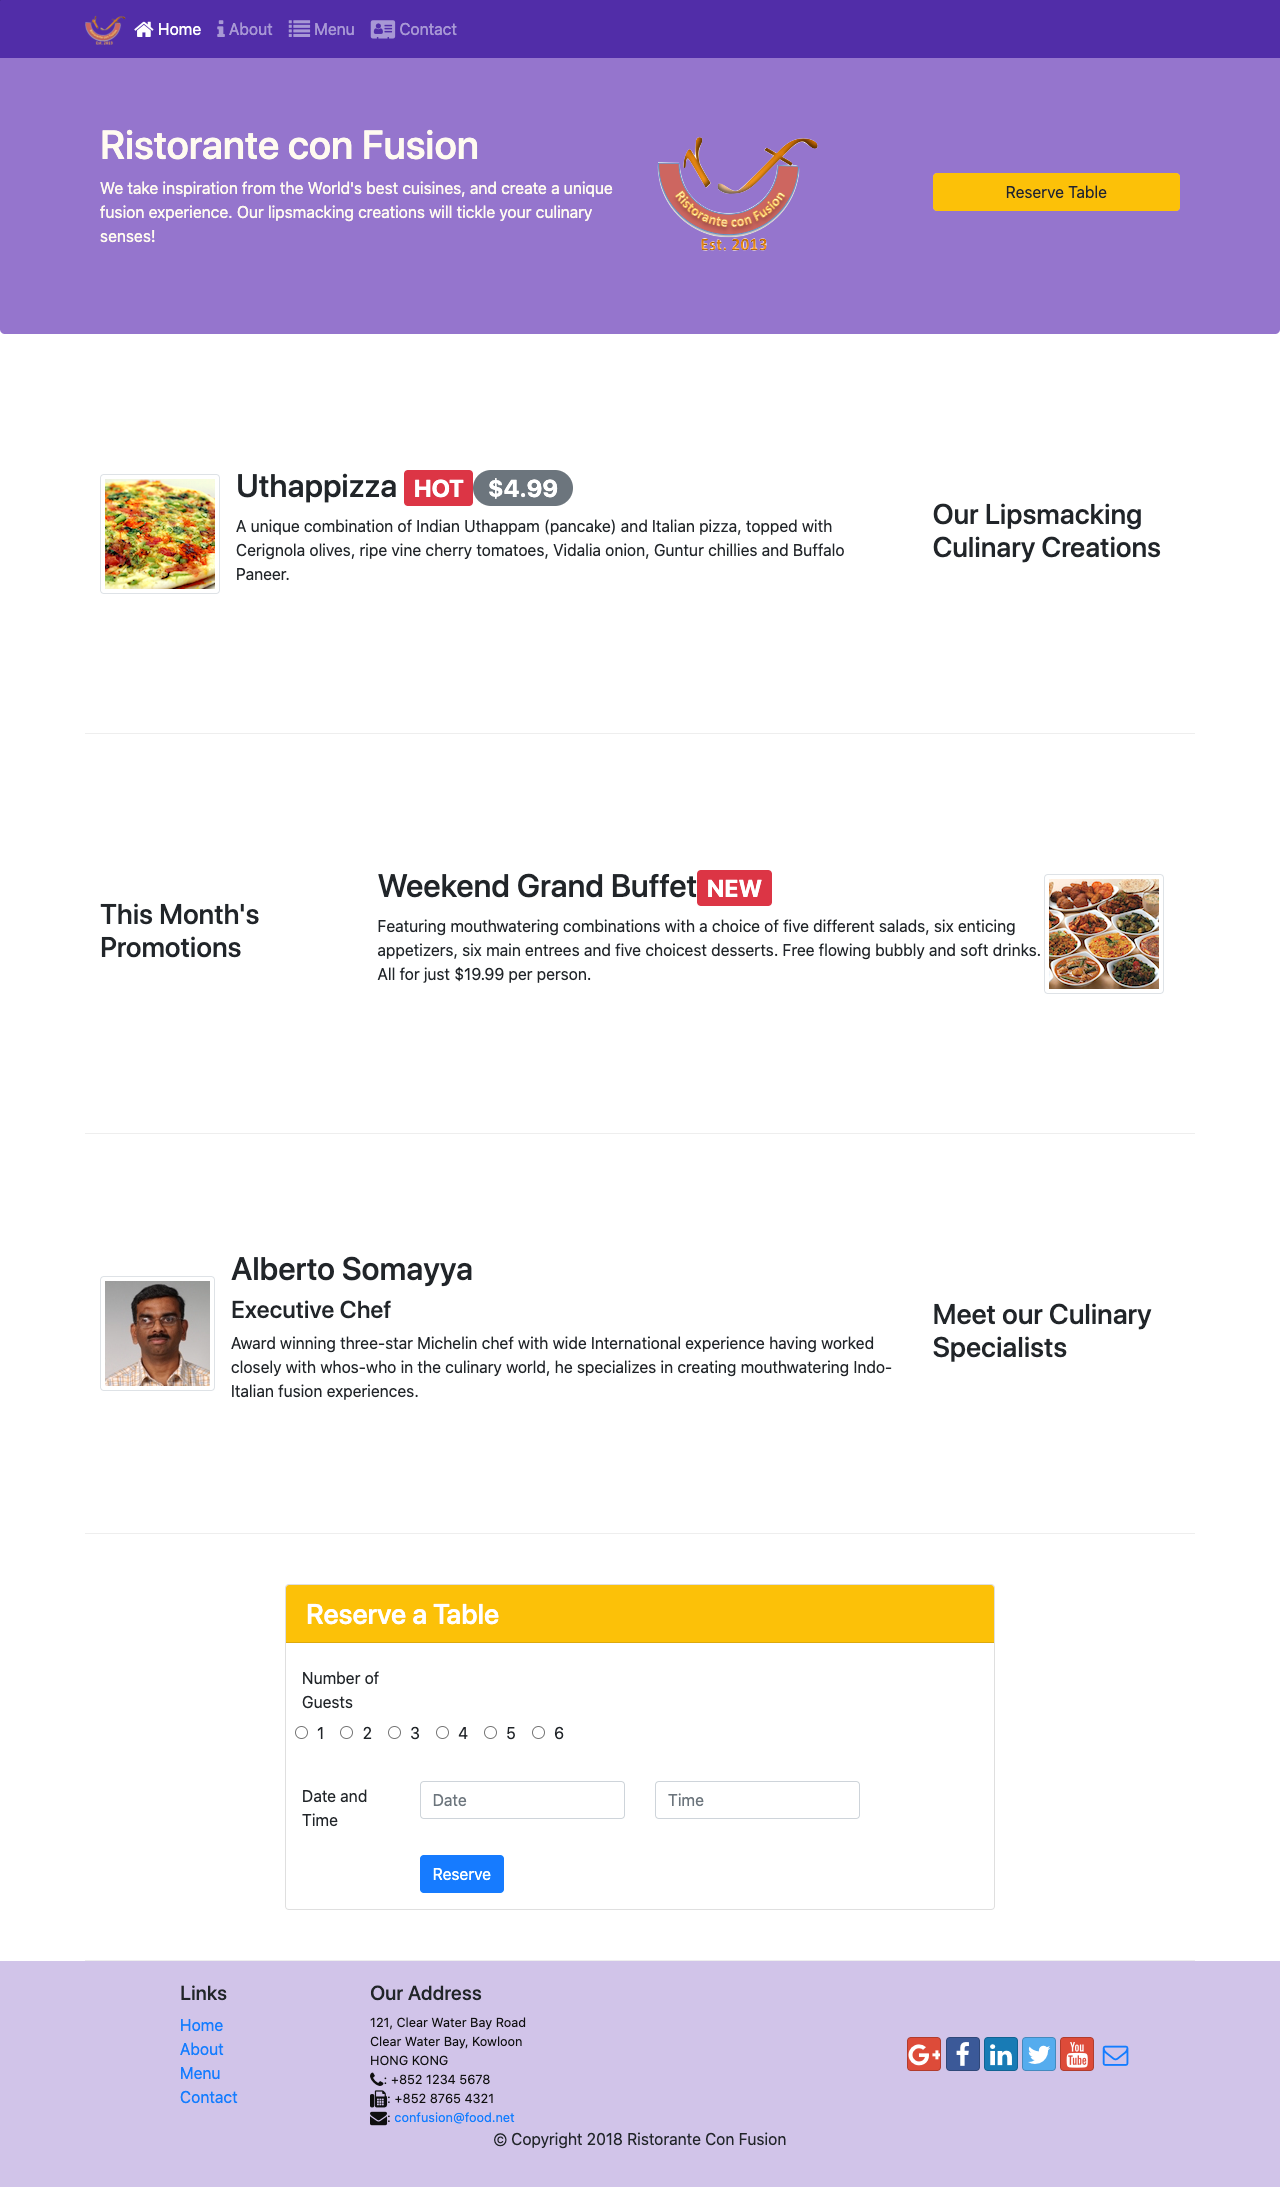 Home About Menu Contact
Ristorante con Fusion
We take inspiration from the World's best cuisines, and create a unique
fusion experience. Our lipsmacking creations will tickle your culinary
senses!
Ristorante con Fusion
Est. 2013
Reserve Table
Uthappizza HOT $4.99
A unique combination of Indian Uthappam (pancake) and Italian pizza, topped with
Cerignola olives, ripe vine cherry tomatoes, Vidalia onion, Guntur chillies and Buffalo
Paneer.
Our Lipsmacking
Culinary Creations
This Month's
Promotions
Weekend Grand Buffet NEW
Featuring mouthwatering combinations with a choice of five different salads, six enticing
appetizers, six main entrees and five choicest desserts. Free flowing bubbly and soft drinks.
All for just $19.99 per person.
Alberto Somayya
Executive Chef
Award winning three-star Michelin chef with wide International experience having worked
closely with whos-who in the culinary world, he specializes in creating mouthwatering Indo-
Italian fusion experiences.
Meet our Culinary
Specialists
Reserve a Table
Number of
Guests
1 2 3 4 5 6
Date and
Time
Date
Time
Reserve
Links
Home
About
Menu
Contact
Our Address
121, Clear Water Bay Road
Clear Water Bay, Kowloon
HONG KONG
: +852 1234 5678
: +852 8765 4321
: confusion@food.net
G+ f in You Tube
© Copyright 2018 Ristorante Con Fusion